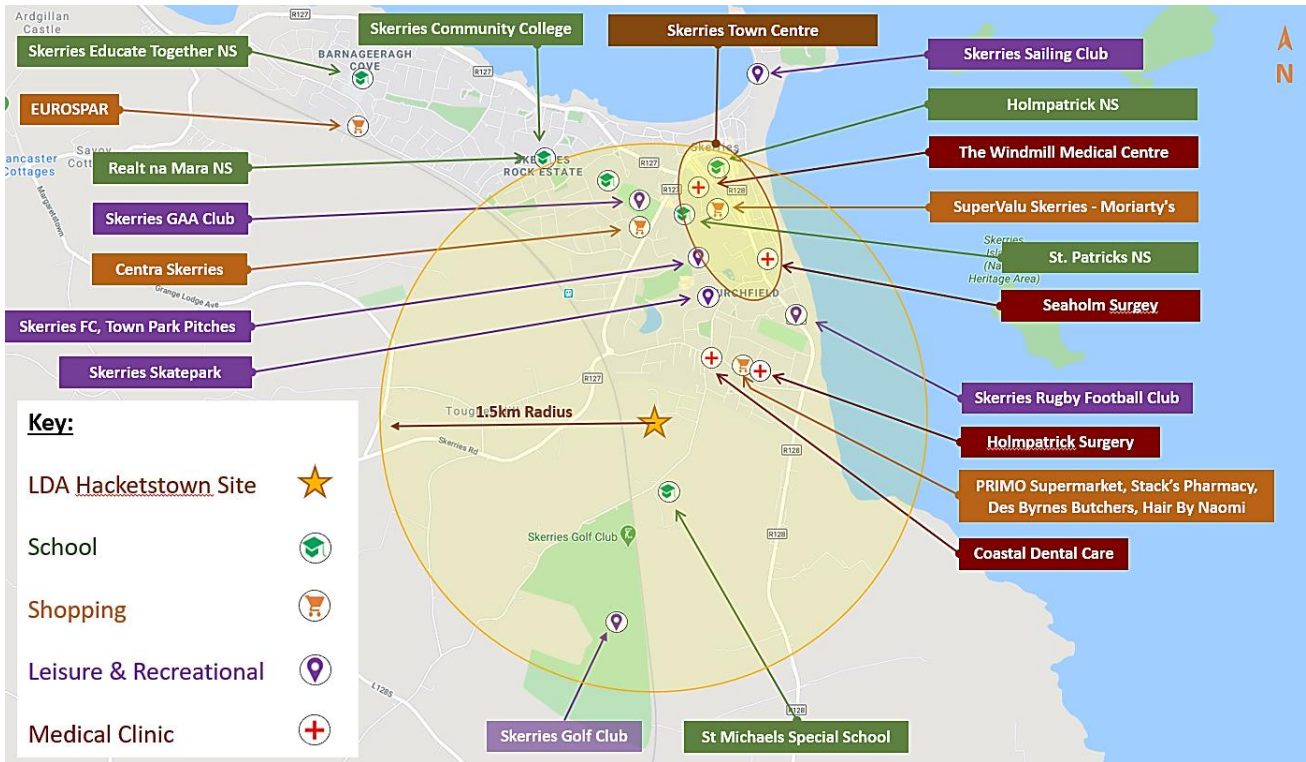 Ardgillan
Castle
Skerries Community College
Skerries Town Centre
Skerries Educate Together NS
BARNAGEERAGH
COVE
R127
Skerries Sailing Club
N
EUROSPAR
Holmpatrick NS
Skerries
R127
The Windmill Medical Centre
Realt na Mara NS
ROCK ESTATE
Cottages
Margaretstown
R128
SuperValu Skerries - Moriarty's
Skerries GAA Club
Skerries
Heritage Area)
St. Patricks NS
Centra Skerries
Grange Lodge Ave
Seaholm Surgey
Skerries FC, Town Park Pitches
Skerries Skatepark
R127
Skerries Rugby Football Club
1.5km Radius
Skerries Rd
R128
Holmpatrick Surgery
PRIMO Supermarket, Stack's Pharmacy,
Des Byrnes Butchers, Hair By Naomi
Coastal Dental Care
R128
Skerries Golf Club
Key:
LDA Hacketstown Site
School
Shopping
Leisure & Recreational
Medical Clinic
L1285
R128
Skerries Golf Club
St Michaels Special School